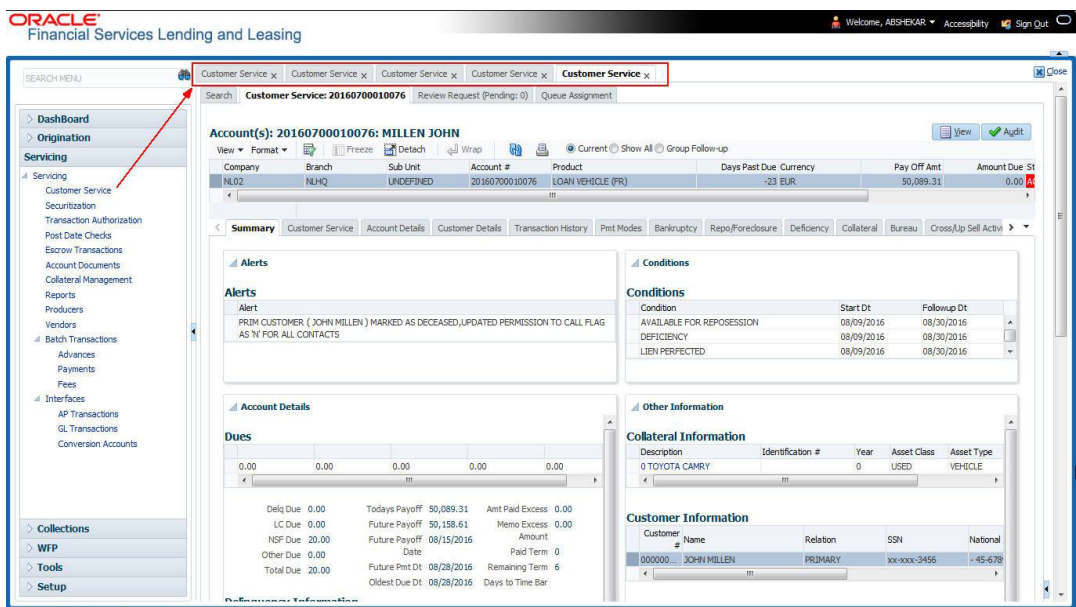 ORACLE'
Financial Services Lending and Leasing
Welcome, ABSHEKAR Accessibility Sign Out
SEARCH MENU
Customer Service x Customer Service x Customer Service x Customer Service x Customer Service x
Close
Search Customer Service: 20160700010076 Review Request (Pending: 0) Queue Assignment
DashBoard
Origination
Servicing
Servicing
Customer Service
Securitization
Transaction Authorization
Post Date Checks
Escrow Transactions
Account Documents
Collateral Management
Reports
Producers
Vendors
Batch Transactions
Advances
Payments
Fees
Interfaces
AP Transactions
GL Transactions
Conversion Accounts
Collections
WFP
Tools
Setup
Account(s): 20160700010076: MILLEN JOHN
View Audit
View Format Freeze Detach Wrap Current Show All Group Follow-up
Company Branch Sub Unit Account # Product Days Past Due Currency Pay Off Amt Amount Due St
NL02 NLHQ UNDEFINED 20160700010076 LOAN VEHICLE (FR) -23 EUR 50,089.31 0.00
Summary Customer Service Account Details Customer Details Transaction History Pmt Modes Bankruptcy Repo/Foreclosure Deficiency Collateral Bureau Cross/Up Sell Activi
Alerts
Alerts
Alert
PRIM CUSTOMER ( JOHN MILLEN ) MARKED AS DECEASED,UPDATED PERMISSION TO CALL FLAG
AS 'N' FOR ALL CONTACTS
Conditions
Conditions
Condition Start Dt Followup Dt
AVAILABLE FOR REPOSESSION 08/09/2016 08/30/2016
DEFICIENCY 08/09/2016 08/30/2016
LIEN PERFECTED 08/09/2016 08/30/2016
Account Details
Dues
0.00 0.00 0.00 0.00 0.00
Delq Due 0.00 Todays Payoff 50,089.31 Amt Paid Excess 0.00
LC Due 0.00 Future Payoff 50,158.61 Memo Excess Amount 0.00
NSF Due 20.00 Future Payoff Date 08/15/2016
Other Due 0.00 Paid Term 0
Total Due 20.00 Future Pmt Dt 08/28/2016 Remaining Term 6
Oldest Due Dt 08/28/2016 Days to Time Bar
Delinquency Information
Other Information
Collateral Information
Description Identification # Year Asset Class Asset Type
0 TOYOTA CAMRY 0 USED VEHICLE
Customer Information
Customer # Name Relation SSN National
000000... JOHN MILLEN PRIMARY xx-xxx-3456 - 45-678